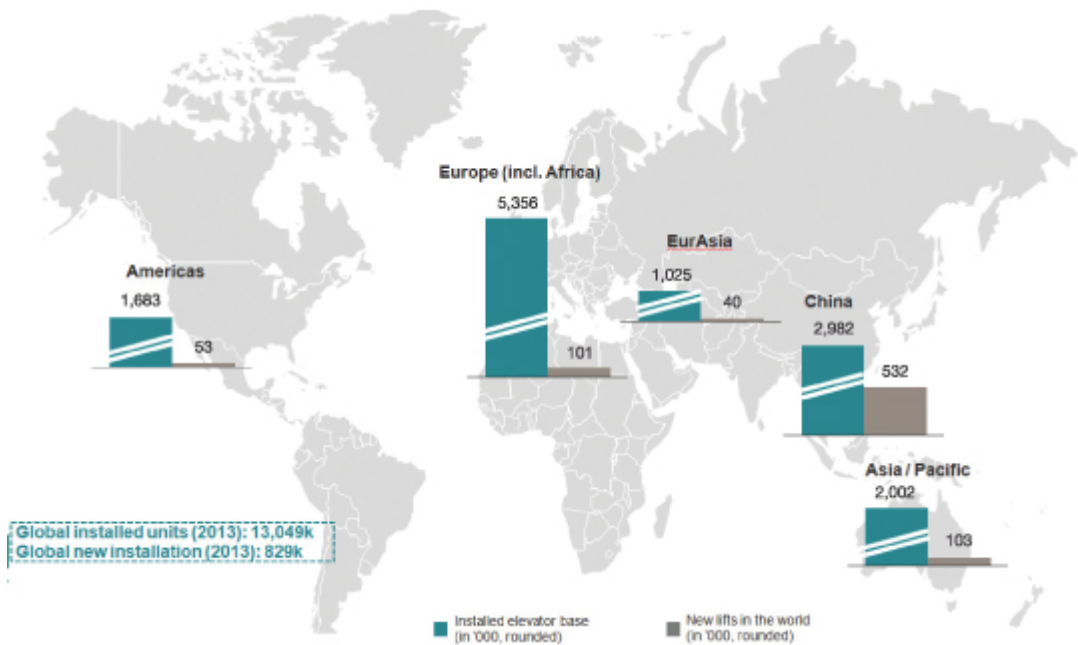 Europe (incl. Africa)
5,356
101
EurAsia
1,025
40
Americas
1,683
53
China
2,982
532
Asia / Pacific
2,002
103
Global installed units (2013): 13,049k
Global new installation (2013): 829k
Installed elevator base
(in '000, rounded)
New lifts in the world
(in '000, rounded)